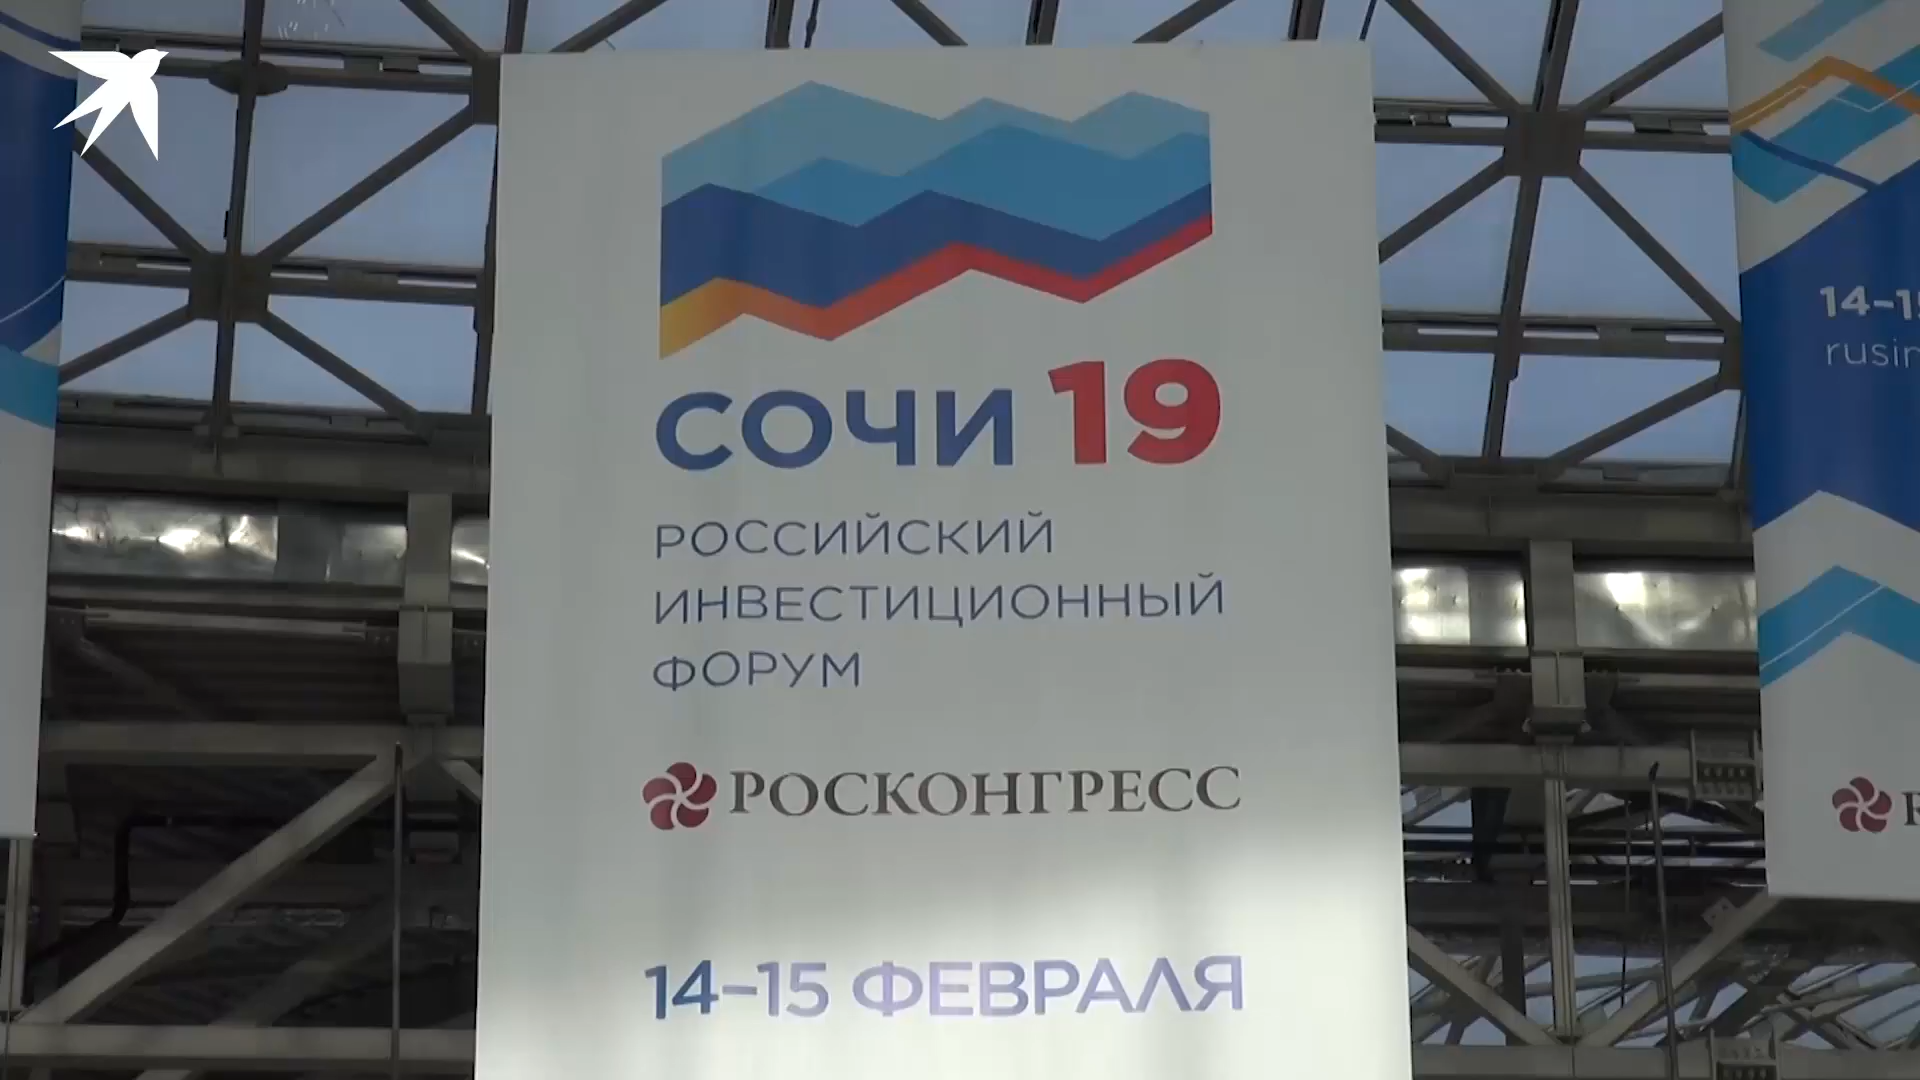 СОЧИ 19
РОССИЙСКИЙ
ИНВЕСТИЦИОННЫЙ
ФОРУМ
РОСКОНГРЕСС
14–15 ФЕВРАЛЯ